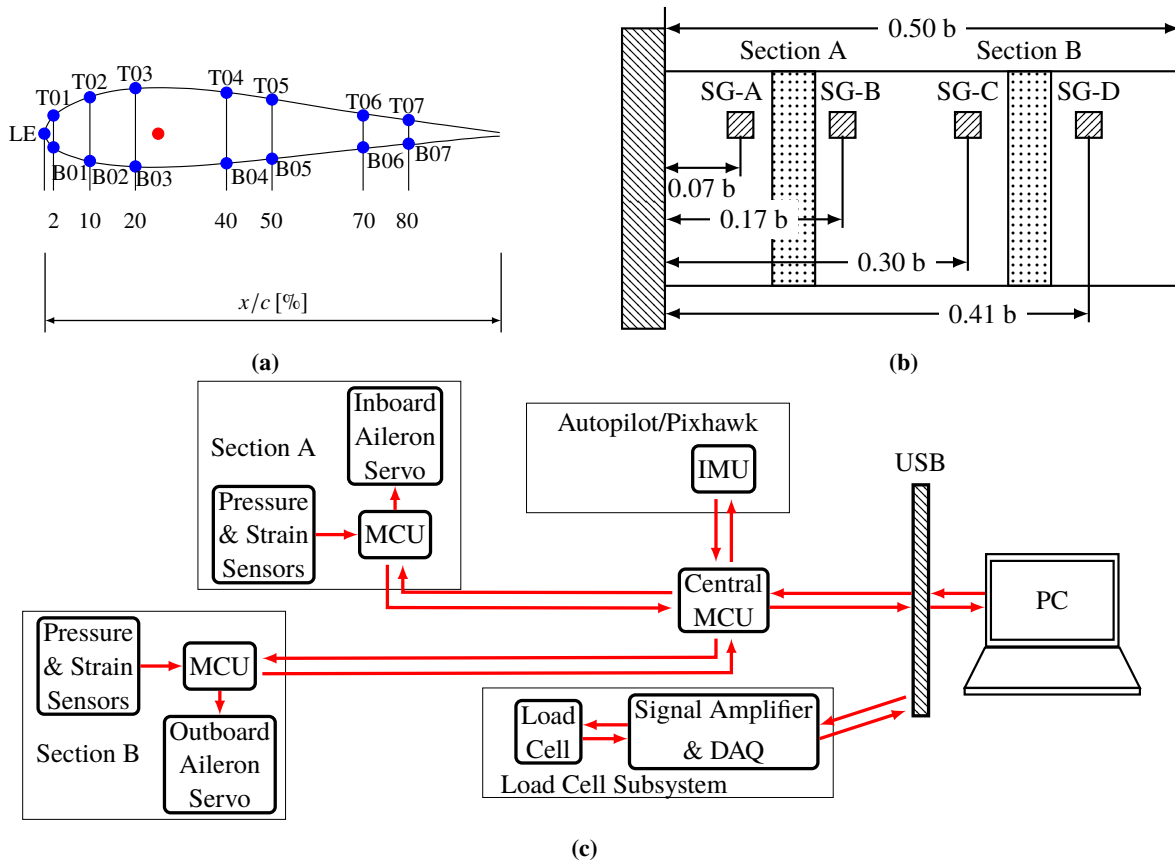 T01
T02
T03
T04
T05
T06
T07
LE
B01
B02
B03
B04
B05
B06
B07
2
10
20
40
50
70
80
x/c [%]
(a)
0.50 b
Section A
Section B
SG-A
SG-B
SG-C
SG-D
0.07 b
0.17 b
0.30 b
0.41 b
(b)
Section A
Inboard
Aileron
Servo
Pressure
& Strain
Sensors
MCU
Autopilot/Pixhawk
IMU
USB
Central
MCU
PC
Pressure
& Strain
Sensors
MCU
Section B
Outboard
Aileron
Servo
Load
Cell
Signal Amplifier
& DAQ
Load Cell Subsystem
(c)